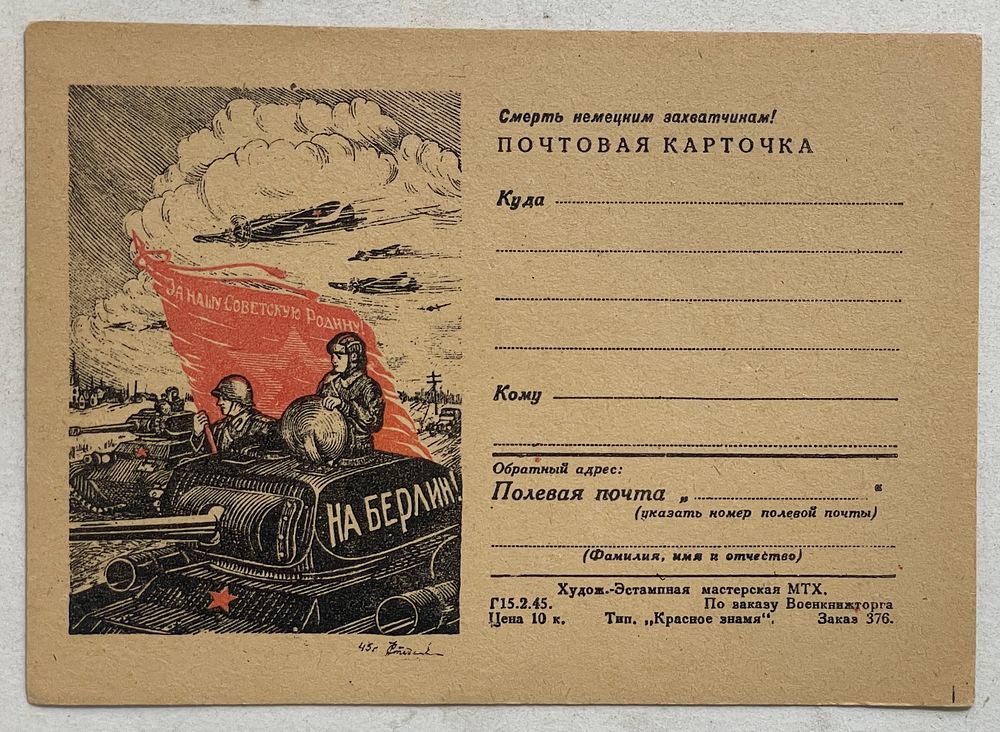 За нашу Советскую Родину!
На Берлин!
45г
Смерть немецким захватчикам!
ПОЧТОВАЯ КАРТОЧКА
Куда
Кому
Обратный адрес:
Полевая почта „ “
(указать номер полевой почты)
(Фамилия, имя и отчество)
Худож.-Эстампная мастерская МТХ.
Г15.2.45. По заказу Военкнижторга
Цена 10 к. Тип. „Красное знамя“. Заказ 376.